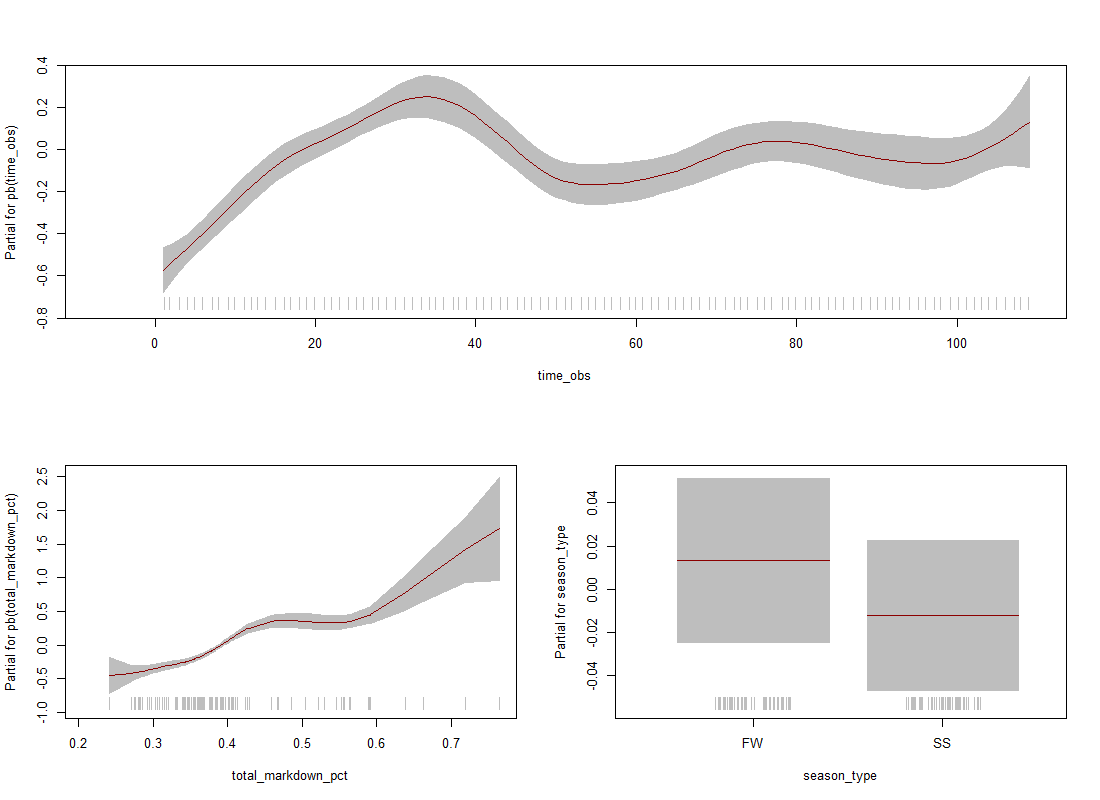 Partial for pb(time_obs)
0.4
0.2
0.0
-0.2
-0.4
-0.6
-0.8
0 20 40 60 80 100
time_obs
Partial for pb(total_markdown_pct)
2.5
2.0
1.5
1.0
0.5
0.0
-0.5
-1.0
0.2 0.3 0.4 0.5 0.6 0.7
total_markdown_pct
Partial for season_type
0.04
0.02
0.00
-0.02
-0.04
FW SS
season_type